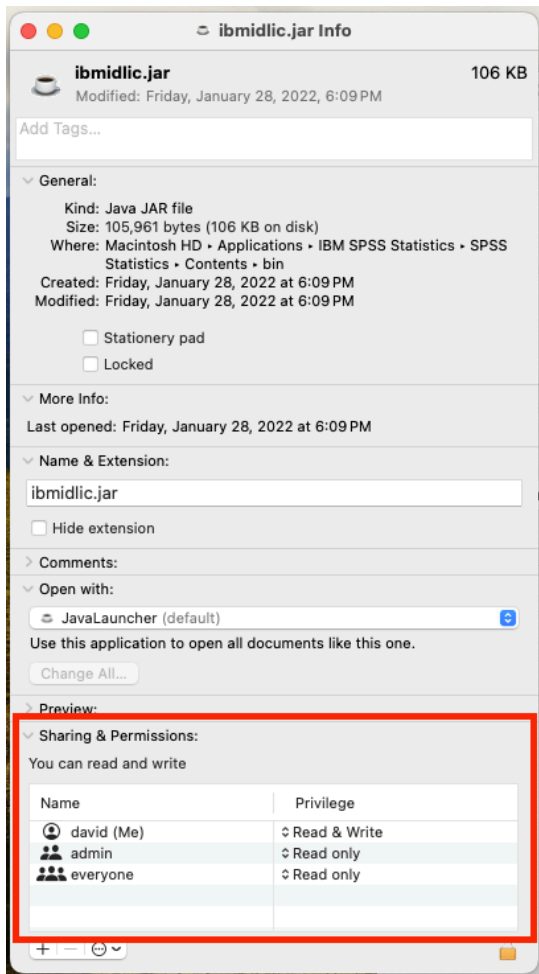 ibmidlic.jar Info
ibmidlic.jar
106 KB
Modified: Friday, January 28, 2022, 6:09 PM
Add Tags...
General:
Kind: Java JAR file
Size: 105,961 bytes (106 KB on disk)
Where: Macintosh HD ▸ Applications ▸ IBM SPSS Statistics ▸ SPSS
Statistics ▸ Contents ▸ bin
Created: Friday, January 28, 2022 at 6:09 PM
Modified: Friday, January 28, 2022 at 6:09 PM
Stationery pad
Locked
More Info:
Last opened: Friday, January 28, 2022 at 6:09 PM
Name & Extension:
ibmidlic.jar
Hide extension
Comments:
Open with:
JavaLauncher (default)
Use this application to open all documents like this one.
Change All...
Preview:
Sharing & Permissions:
You can read and write
Name Privilege
david (Me) Read & Write
admin Read only
everyone Read only